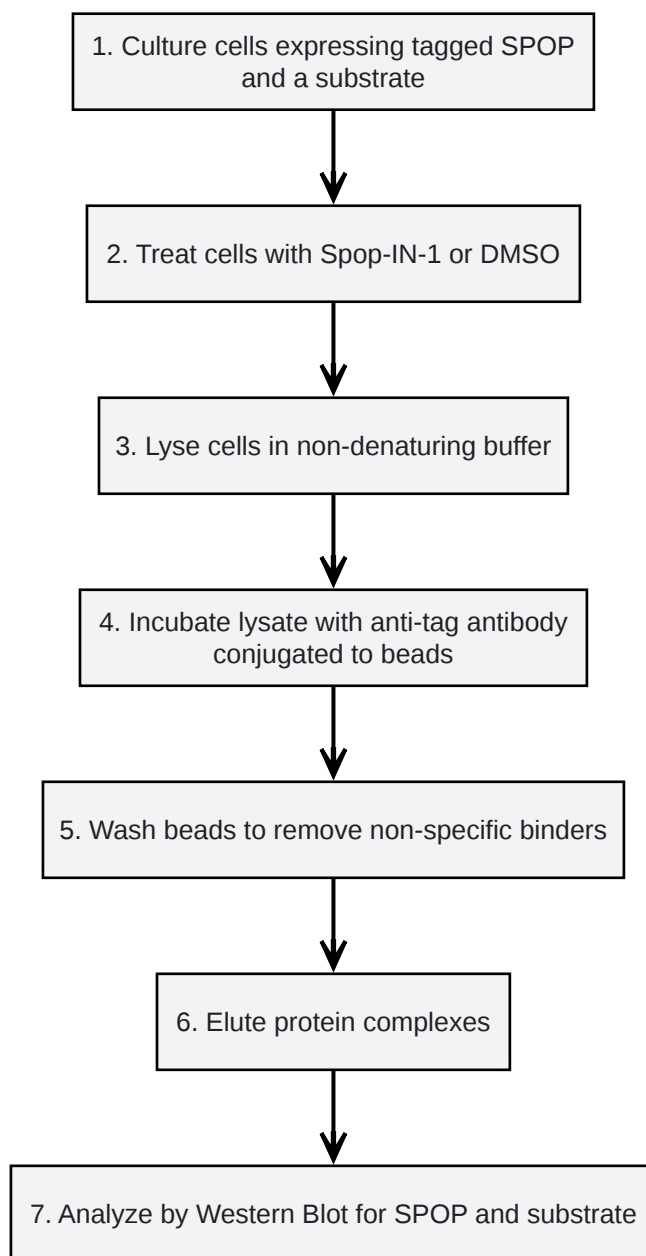 1. Culture cells expressing tagged SPOP
and a substrate
2. Treat cells with Spop-IN-1 or DMSO
3. Lyse cells in non-denaturing buffer
4. Incubate lysate with anti-tag antibody
conjugated to beads
5. Wash beads to remove non-specific binders
6. Elute protein complexes
7. Analyze by Western Blot for SPOP and substrate